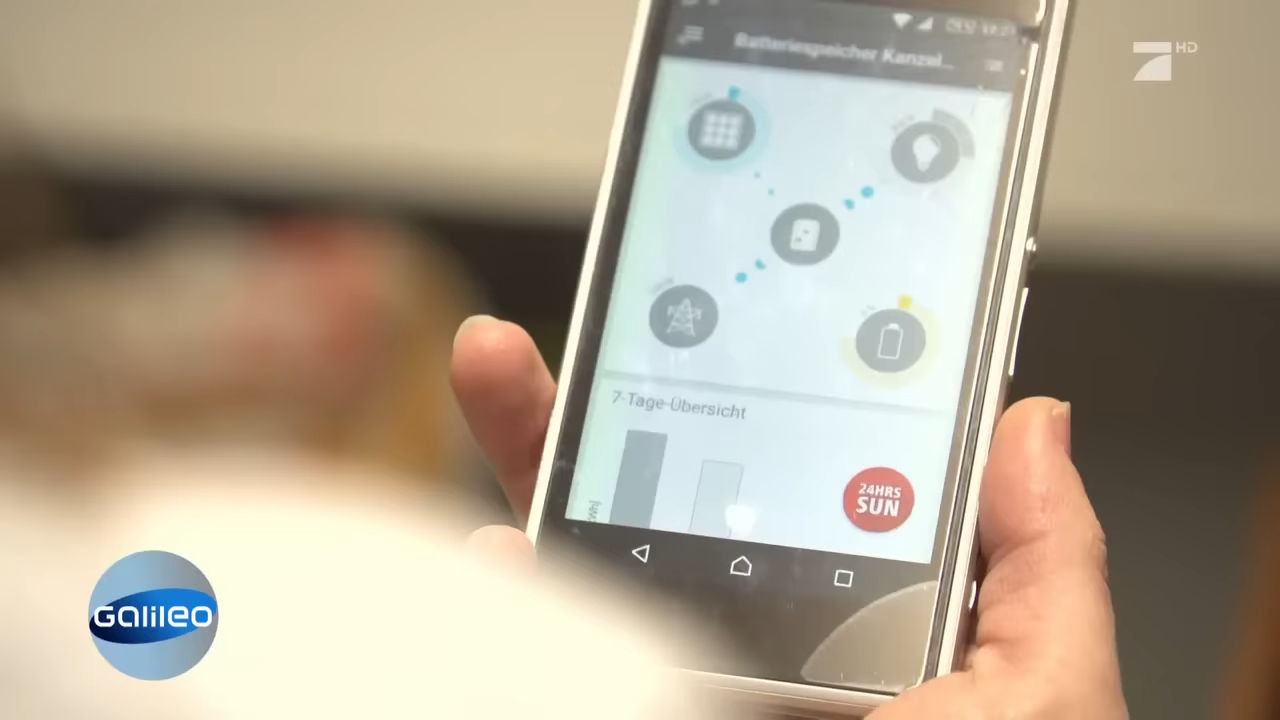 HD
Batteriespeicher Kanzel...
7-Tage-Übersicht
24HRS
SUN
Galileo